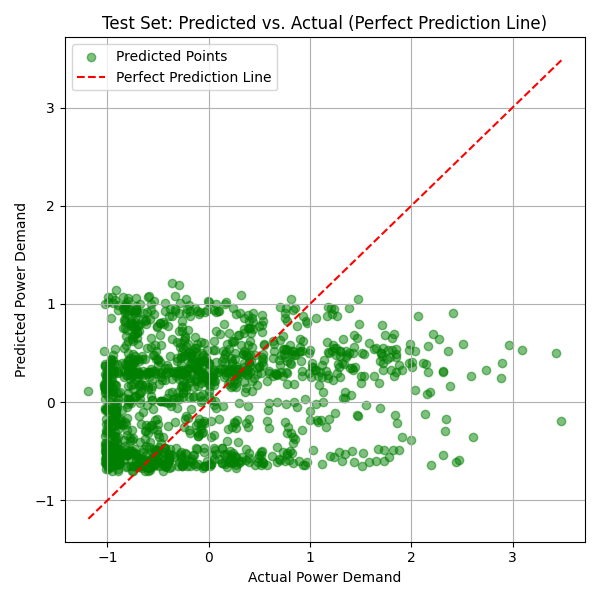 Test Set: Predicted vs. Actual (Perfect Prediction Line)
Predicted Points
Perfect Prediction Line
3
2
1
0
−1
Predicted Power Demand
−1 0 1 2 3
Actual Power Demand